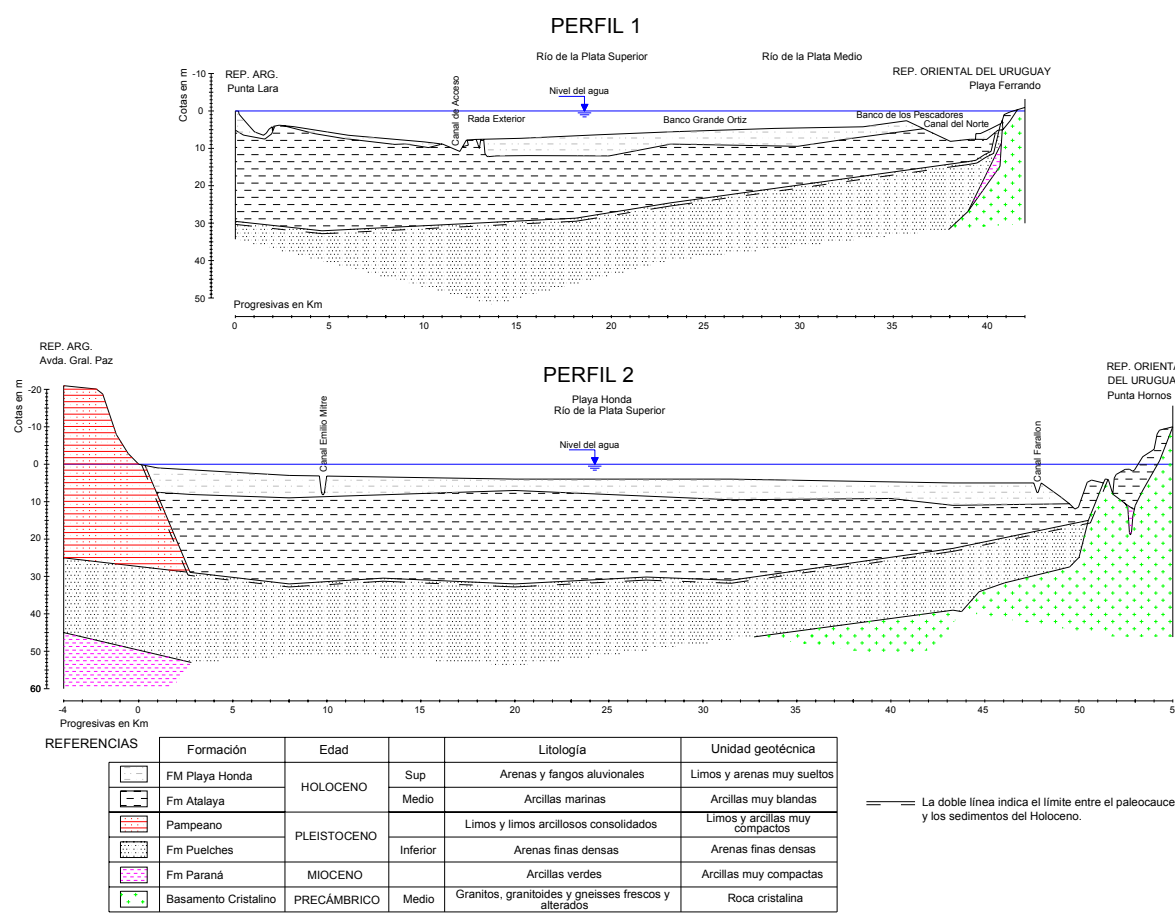 PERFIL 1
Río de la Plata Superior
Río de la Plata Medio
REP. ARG.
Punta Lara
REP. ORIENTAL DEL URUGUAY
Playa Ferrando
Cotas en m
-10
0
10
20
30
40
50
Canal de Acceso
Nivel del agua
Rada Exterior
Banco Grande Ortiz
Banco de los Pescadores
Canal del Norte
Progresivas en Km
0 5 10 15 20 25 30 35 40
REP. ARG.
Avda. Gral. Paz
PERFIL 2
Playa Honda
Río de la Plata Superior
REP. ORIENTA
DEL URUGUA
Punta Hornos
Cotas en m
-20
-10
0
10
20
30
40
50
60
Canal Emilio Mitre
Nivel del agua
Canal Farallon
-4 0 5 10 15 20 25 30 35 40 45 50 5
Progresivas en Km
REFERENCIAS
Formación Edad Litología Unidad geotécnica
FM Playa Honda HOLOCENO Sup Arenas y fangos aluvionales Limos y arenas muy sueltos
Fm Atalaya Medio Arcillas marinas Arcillas muy blandas
Pampeano PLEISTOCENO Limos y limos arcillosos consolidados Limos y arcillas muy
compactos
Fm Puelches Inferior Arenas finas densas Arenas finas densas
Fm Paraná MIOCENO Arcillas verdes Arcillas muy compactas
Basamento Cristalino PRECÁMBRICO Medio Granitos, granitoides y gneisses frescos y
alterados
Roca cristalina
La doble línea indica el límite entre el paleocauce
y los sedimentos del Holoceno.